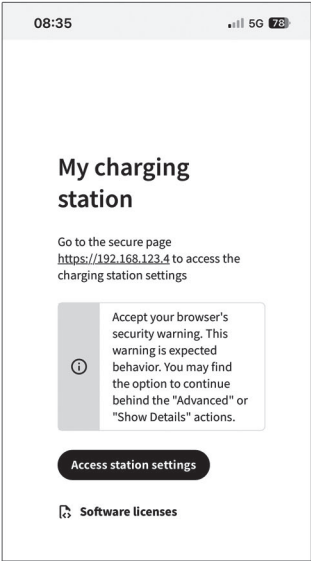 08:35
5G 78
My charging
station
Go to the secure page
https://192.168.123.4 to access the
charging station settings
Accept your browser's
security warning. This
warning is expected
behavior. You may find
the option to continue
behind the "Advanced" or
"Show Details" actions.
Access station settings
Software licenses